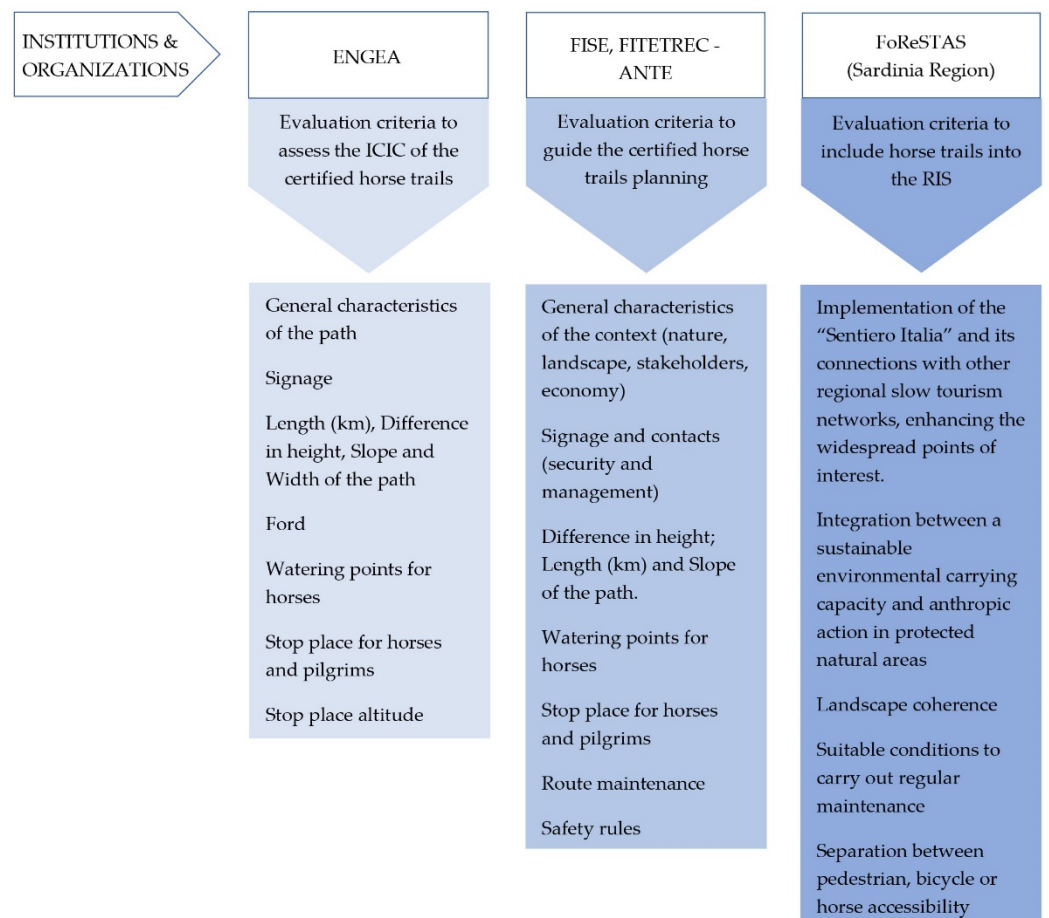 INSTITUTIONS &
ORGANIZATIONS
ENGEA
FISE, FITETREC -
ANTE
FoReSTAS
(Sardinia Region)
Evaluation criteria to
assess the ICIC of the
certified horse trails
Evaluation criteria to
guide the certified horse
trails planning
Evaluation criteria to
include horse trails into
the RIS
General characteristics
of the path
Signage
Length (km), Difference
in height, Slope and
Width of the path
Ford
Watering points for
horses
Stop place for horses
and pilgrims
Stop place altitude
General characteristics
of the context (nature,
landscape, stakeholders,
economy)
Signage and contacts
(security and
management)
Difference in height;
Length (km) and Slope
of the path.
Watering points for
horses
Stop place for horses
and pilgrims
Route maintenance
Safety rules
Implementation of the
“Sentiero Italia” and its
connections with other
regional slow tourism
networks, enhancing the
widespread points of
interest.
Integration between a
sustainable
environmental carrying
capacity and anthropic
action in protected
natural areas
Landscape coherence
Suitable conditions to
carry out regular
maintenance
Separation between
pedestrian, bicycle or
horse accessibility